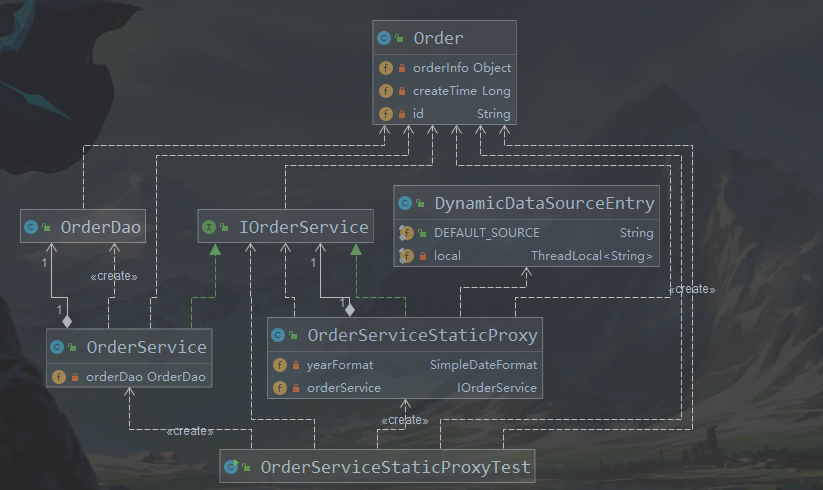 Order
orderInfo Object
createTime Long
id String
DynamicDataSourceEntry
DEFAULT_SOURCE String
local ThreadLocal<String>
OrderDao
IOrderService
1
1
«create»
«create»
1
1
OrderServiceStaticProxy
yearFormat SimpleDateFormat
orderService IOrderService
OrderService
orderDao OrderDao
«create»
«create»
OrderServiceStaticProxyTest